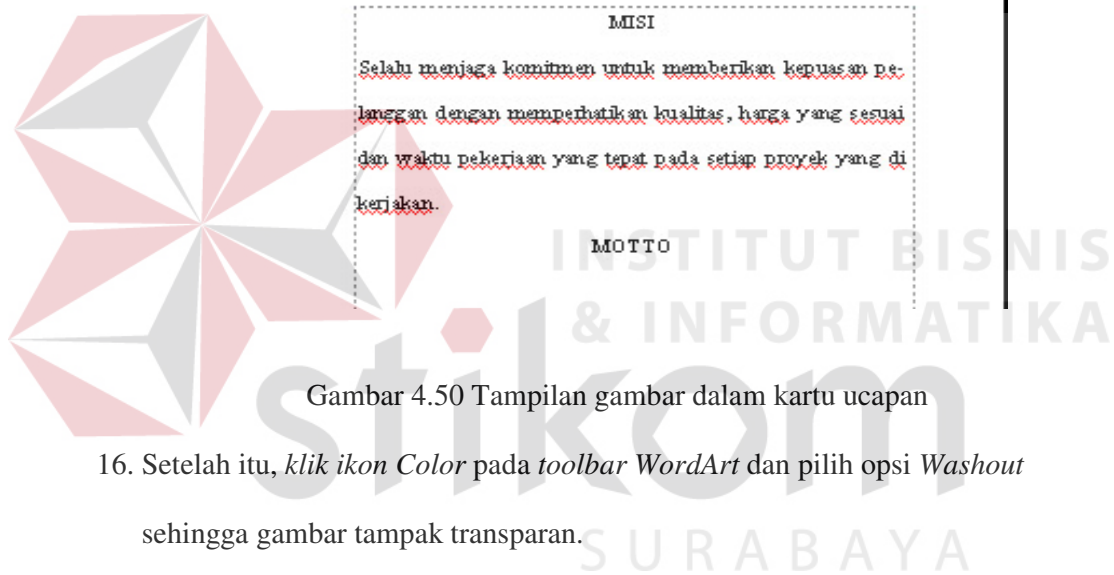 MISI
Selalu menjaga komitmen untuk memberikan kepuasan pe-
langgan dengan memperhatikan kualitas, harga yang sesuai
dan waktu pekerjaan yang tepat pada setiap proyek yang di
kerjakan.
MOTTO
INSTITUT BISNIS
& INFORMATIKA
stikom
SURABAYA
Gambar 4.50 Tampilan gambar dalam kartu ucapan
16. Setelah itu, klik ikon Color pada toolbar WordArt dan pilih opsi Washout
sehingga gambar tampak transparan.